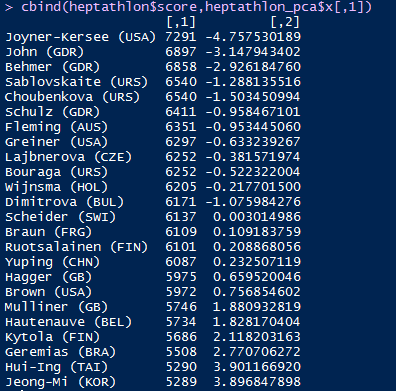 > cbind(heptathlon$score,heptathlon_pca$x[,1])
[,1] [,2]
Joyner-Kersee (USA) 7291 -4.757530189
John (GDR) 6897 -3.147943402
Behmer (GDR) 6858 -2.926184760
Sablovskaite (URS) 6540 -1.288135516
Choubenkova (URS) 6540 -1.503450994
Schulz (GDR) 6411 -0.958467101
Fleming (AUS) 6351 -0.953445060
Greiner (USA) 6297 -0.633239267
Lajbnerova (CZE) 6252 -0.381571974
Bouraga (URS) 6252 -0.522322004
Wijnsma (HOL) 6205 -0.217701500
Dimitrova (BUL) 6171 -1.075984276
Scheider (SWI) 6137 0.003014986
Braun (FRG) 6109 0.109183759
Ruotsalainen (FIN) 6101 0.208868056
Yuping (CHN) 6087 0.232507119
Hagger (GB) 5975 0.659520046
Brown (USA) 5972 0.756854602
Mulliner (GB) 5746 1.880932819
Hautenauve (BEL) 5734 1.828170404
Kytola (FIN) 5686 2.118203163
Geremias (BRA) 5508 2.770706272
Hui-Ing (TAI) 5290 3.901166920
Jeong-Mi (KOR) 5289 3.896847898